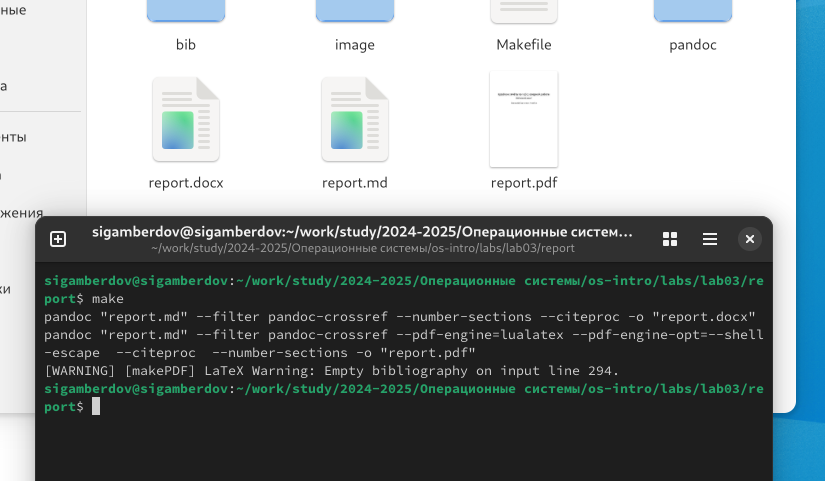 ные
а
нты
жения
ки
bib
image
Makefile
pandoc
report.docx
report.md
report.pdf
sigamberdov@sigamberdov:~/work/study/2024-2025/Операционные систем…
~/work/study/2024-2025/Операционные системы/os-intro/labs/lab03/report
sigamberdov@sigamberdov:~/work/study/2024-2025/Операционные системы/os-intro/labs/lab03/re
port$ make
pandoc "report.md" --filter pandoc-crossref --number-sections --citeproc -o "report.docx"
pandoc "report.md" --filter pandoc-crossref --pdf-engine=lualatex --pdf-engine-opt=--shell
-escape  --citeproc  --number-sections -o "report.pdf"
[WARNING] [makePDF] LaTeX Warning: Empty bibliography on input line 294.
sigamberdov@sigamberdov:~/work/study/2024-2025/Операционные системы/os-intro/labs/lab03/re
port$